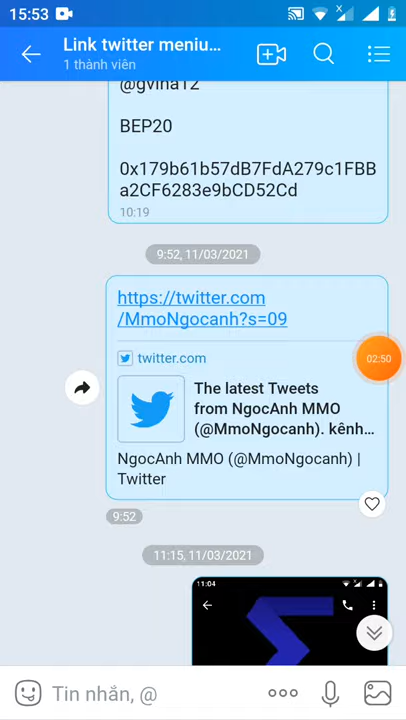 15:53
Link twitter meniu...
1 thành viên
@gvina12
BEP20
0x179b61b57dB7FdA279c1FBB
a2CF6283e9bCD52Cd
10:19
9:52, 11/03/2021
https://twitter.com
/MmoNgocanh?s=09
twitter.com
02:50
The latest Tweets
from NgocAnh MMO
(@MmoNgocanh). kênh...
NgocAnh MMO (@MmoNgocanh) |
Twitter
9:52
11:15, 11/03/2021
11:04
Tin nhắn, @